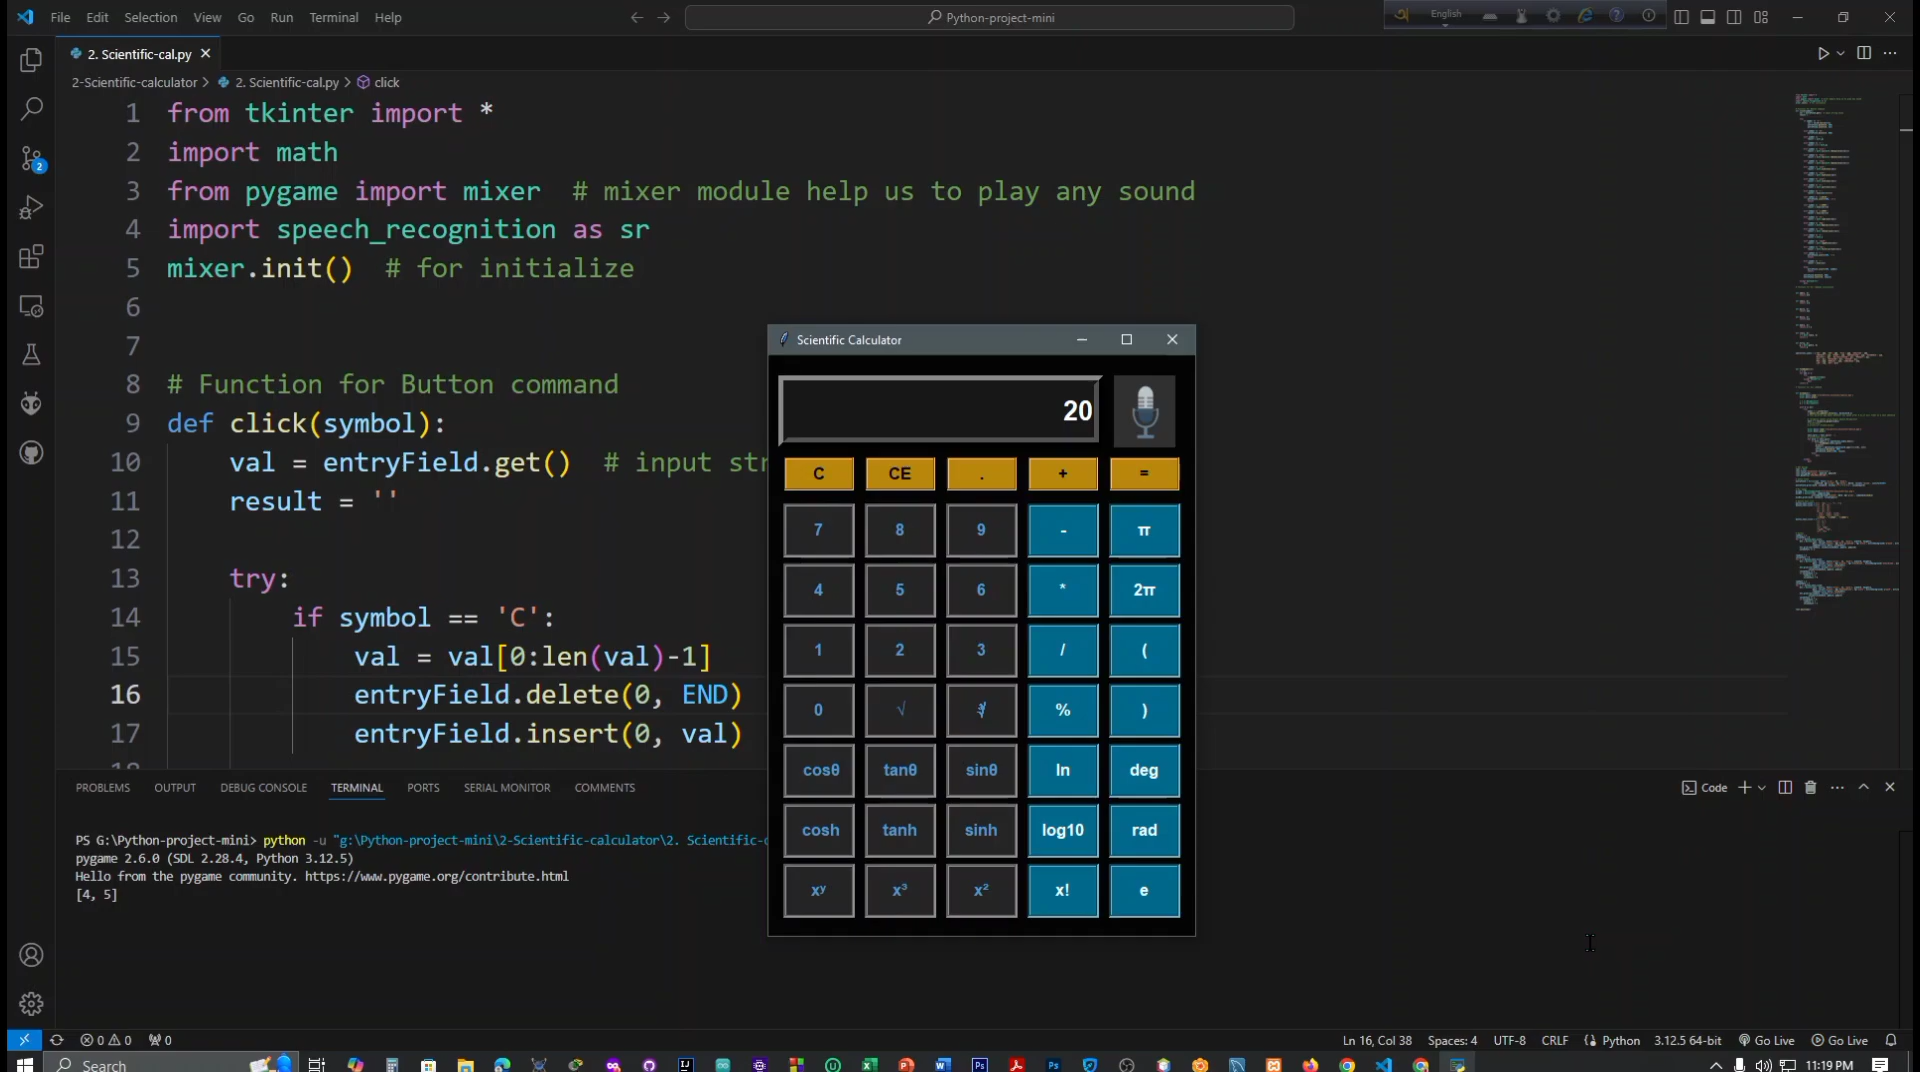 File Edit Selection View Go Run Terminal Help
Python-project-mini
English
2. Scientific-cal.py
2-Scientific-calculator > 2. Scientific-cal.py > click
1 from tkinter import *
2 import math
3 from pygame import mixer # mixer module help us to play any sound
4 import speech_recognition as sr
5 mixer.init() # for initialize
6
7
8 # Function for Button command
9 def click(symbol):
10 val = entryField.get() # input str
11 result = ''
12
13 try:
14 if symbol == 'C':
15 val = val[0:len(val)-1]
16 entryField.delete(0, END)
17 entryField.insert(0, val)
18
Scientific Calculator
20
C CE . + =
7 8 9 - π
4 5 6 * 2π
1 2 3 / (
0 √ ∛ % )
cosθ tanθ sinθ ln deg
cosh tanh sinh log10 rad
xʸ x³ x² x! e
PROBLEMS OUTPUT DEBUG CONSOLE TERMINAL PORTS SERIAL MONITOR COMMENTS
Code
PS G:\Python-project-mini> python -u "g:\Python-project-mini\2-Scientific-calculator\2. Scientific-c
pygame 2.6.0 (SDL 2.28.4, Python 3.12.5)
Hello from the pygame community. https://www.pygame.org/contribute.html
[4, 5]
2
0 0 0
Ln 16, Col 38 Spaces: 4 UTF-8 CRLF Python 3.12.5 64-bit Go Live Go Live
Search
11:19 PM